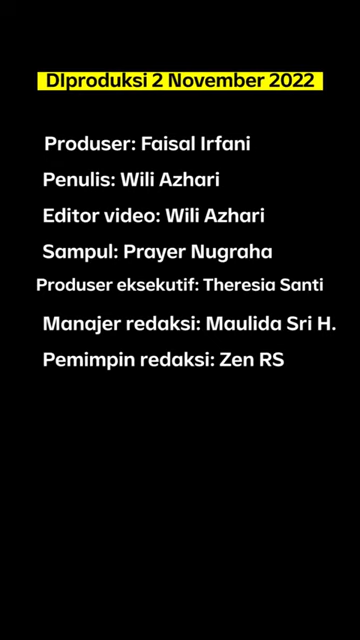 DIproduksi 2 November 2022
Produser: Faisal Irfani
Penulis: Wili Azhari
Editor video: Wili Azhari
Sampul: Prayer Nugraha
Produser eksekutif: Theresia Santi
Manajer redaksi: Maulida Sri H.
Pemimpin redaksi: Zen RS